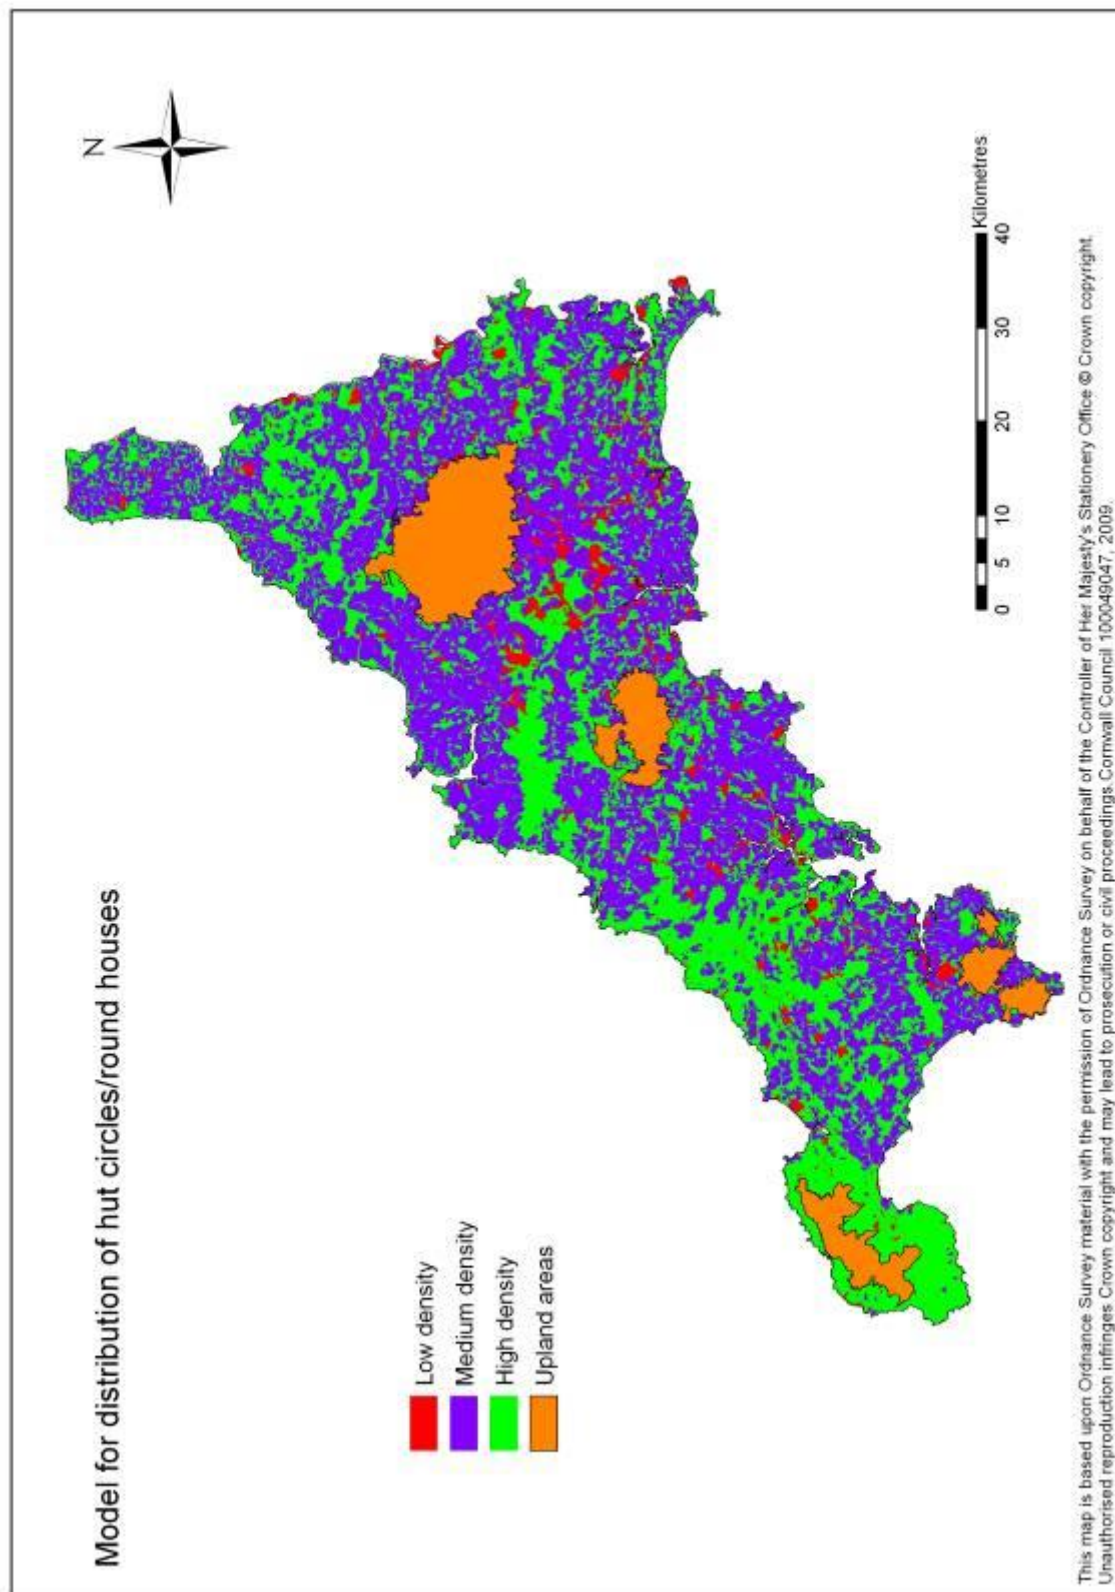 Model for distribution of hut circles/round houses
N
Low density
Medium density
High density
Upland areas
0 5 10 20 30 40
Kilometres
This map is based upon Ordnance Survey material with the permission of Ordnance Survey on behalf of the Controller of Her Majesty's Stationery Office © Crown copyright.
Unauthorised reproduction infringes Crown copyright and may lead to prosecution or civil proceedings.Cornwall Council 100049047, 2009.